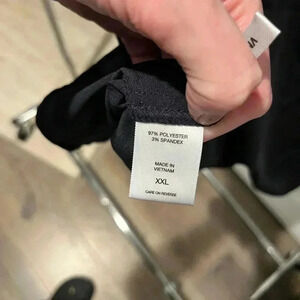 97% POLYESTER
3% SPANDEX
MADE IN
VIETNAM
XXL
CARE ON REVERSE